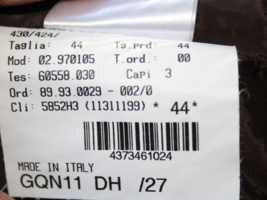 430/424/
Taglia: 44 Tg.prd: 44
Mod: 02.970105 T.ord.: 00
Tes: 60558.030 Capi 3
Ord: 89.93.0029 - 002/0
Cli: 5852H3 (11311199) * 44*
4373461024
MADE IN ITALY
GQN11 DH /27